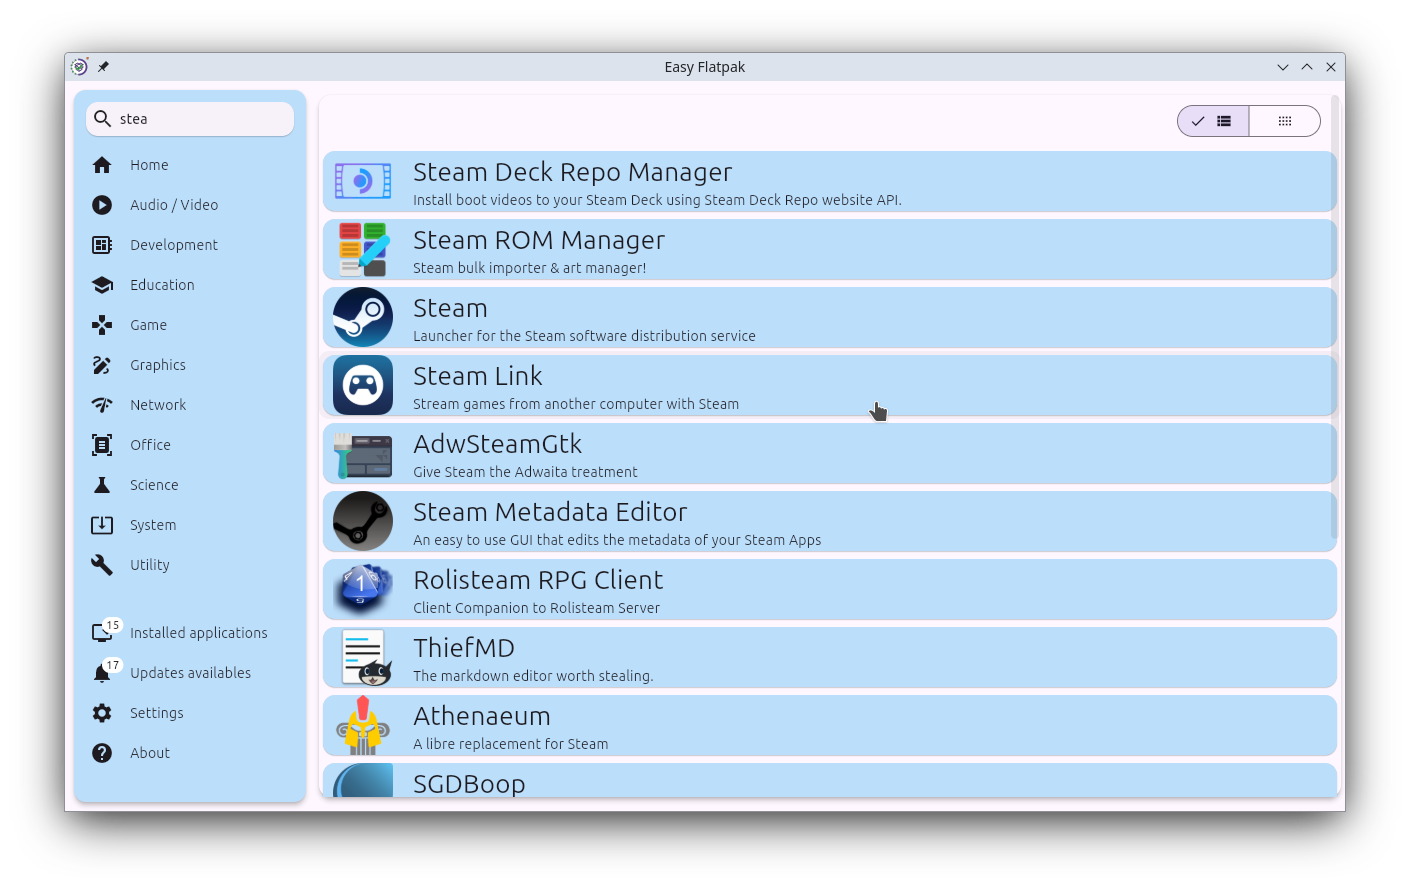 Easy Flatpak
stea
Home
Audio / Video
Development
Education
Game
Graphics
Network
Office
Science
System
Utility
15
Installed applications
17
Updates availables
Settings
About
Steam Deck Repo Manager
Install boot videos to your Steam Deck using Steam Deck Repo website API.
Steam ROM Manager
Steam bulk importer & art manager!
Steam
Launcher for the Steam software distribution service
Steam Link
Stream games from another computer with Steam
AdwSteamGtk
Give Steam the Adwaita treatment
Steam Metadata Editor
An easy to use GUI that edits the metadata of your Steam Apps
Rolisteam RPG Client
Client Companion to Rolisteam Server
ThiefMD
The markdown editor worth stealing.
Athenaeum
A libre replacement for Steam
SGDBoop